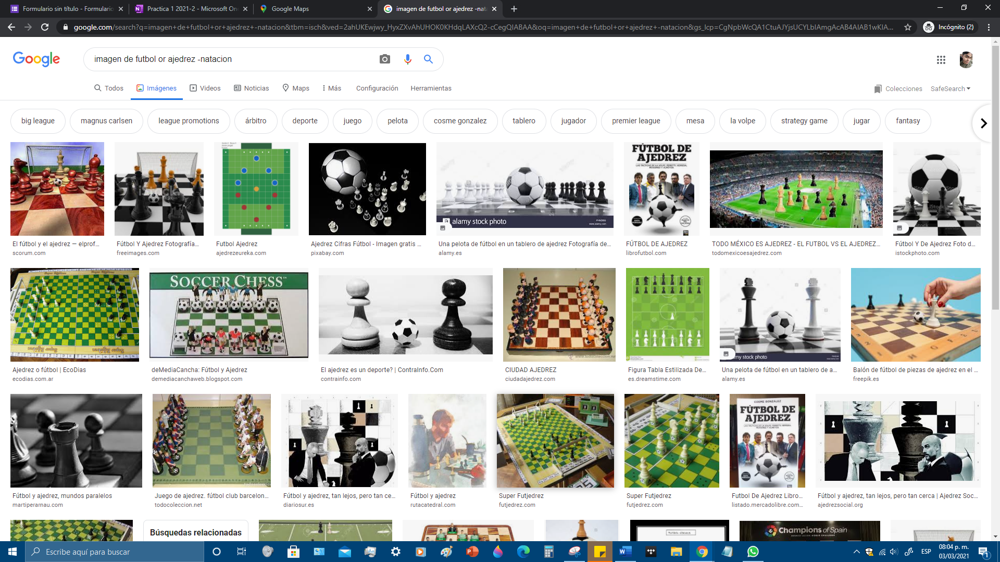 Formulario sin título - Formulario
Practica 1 2021-2 - Microsoft On
Google Maps
imagen de futbol or ajedrez -nata
google.com/search?q=imagen+de+futbol+or+ajedrez+-natacion&tbm=isch&ved=2ahUKEwjwy_HyxZXvAhUHOK0KHdqLAXcQ2-cCegQIABAA&oq=imagen+de+futbol+or+ajedrez+-natacion&gs_lcp=CgNpbWcQA1CtuAJYjsUCYLbIAmgAcAB4AIAB1wKIA...
Incógnito (2)
Google
imagen de futbol or ajedrez -natacion
Todos
Imágenes
Videos
Noticias
Maps
Más
Configuración
Herramientas
Colecciones
SafeSearch
big league
magnus carlsen
league promotions
árbitro
deporte
juego
pelota
cosme gonzalez
tablero
jugador
premier league
mesa
la volpe
strategy game
jugar
fantasy
FÚTBOL DE
AJEDREZ
a alamy stock photo
El fútbol y el ajedrez — elprof...
scorum.com
Fútbol Y Ajedrez Fotografía...
freeimages.com
Futbol Ajedrez
ajedrezeureka.com
Ajedrez Cifras Fútbol - Imagen gratis ...
pixabay.com
Una pelota de fútbol en un tablero de ajedrez Fotografía de...
alamy.es
FÚTBOL DE AJEDREZ
librofutbol.com
TODO MÉXICO ES AJEDREZ - EL FUTBOL VS EL AJEDREZ...
todomexicoesajedrez.com
Fútbol Y De Ajedrez Foto d...
istockphoto.com
SOCCER CHESS
stock photo
Ajedrez o fútbol | EcoDias
ecodias.com.ar
deMediaCancha: Fútbol y Ajedrez
demediacanchaweb.blogspot.com
El ajedrez es un deporte? | ContraInfo.Com
contrainfo.com
CIUDAD AJEDREZ
ciudadajedrez.com
Figura Tabla Estilizada De...
es.dreamstime.com
Una pelota de fútbol en un tablero de a...
alamy.es
Balón de fútbol de piezas de ajedrez en el ...
freepik.es
COSME GONZÁLEZ
FÚTBOL DE
AJEDREZ
Fútbol y ajedrez, mundos paralelos
martiperarnau.com
Juego de ajedrez. fútbol club barcelon...
todocoleccion.net
Fútbol y ajedrez, tan lejos, pero tan ce...
diariosur.es
Fútbol y ajedrez
rutacatedral.com
Super Futjedrez
futjedrez.com
Super Futjedrez
futjedrez.com
Futbol De Ajedrez Libro...
listado.mercadolibre.com...
Fútbol y ajedrez, tan lejos, pero tan cerca | Ajedrez Soc...
ajedrezsocial.org
Búsquedas relacionadas
FUTBOL-ESCACS
Champions of Spain
Escribe aquí para buscar
ESP
08:04 p. m.
03/03/2021
1